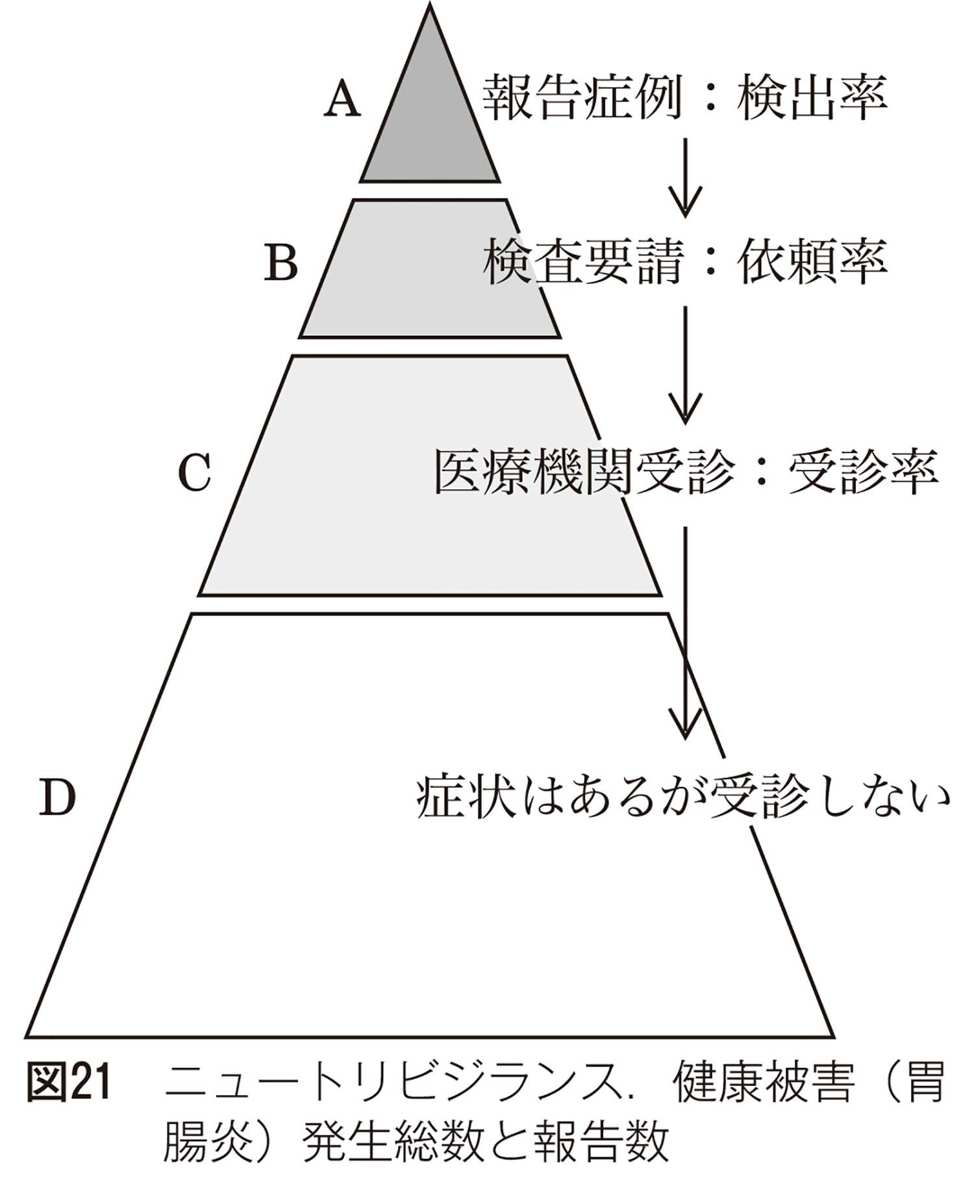 A 報告症例：検出率
B 検査要請：依頼率
C 医療機関受診：受診率
D 症状はあるが受診しない
図21 ニュートリビジランス．健康被害（胃
腸炎）発生総数と報告数